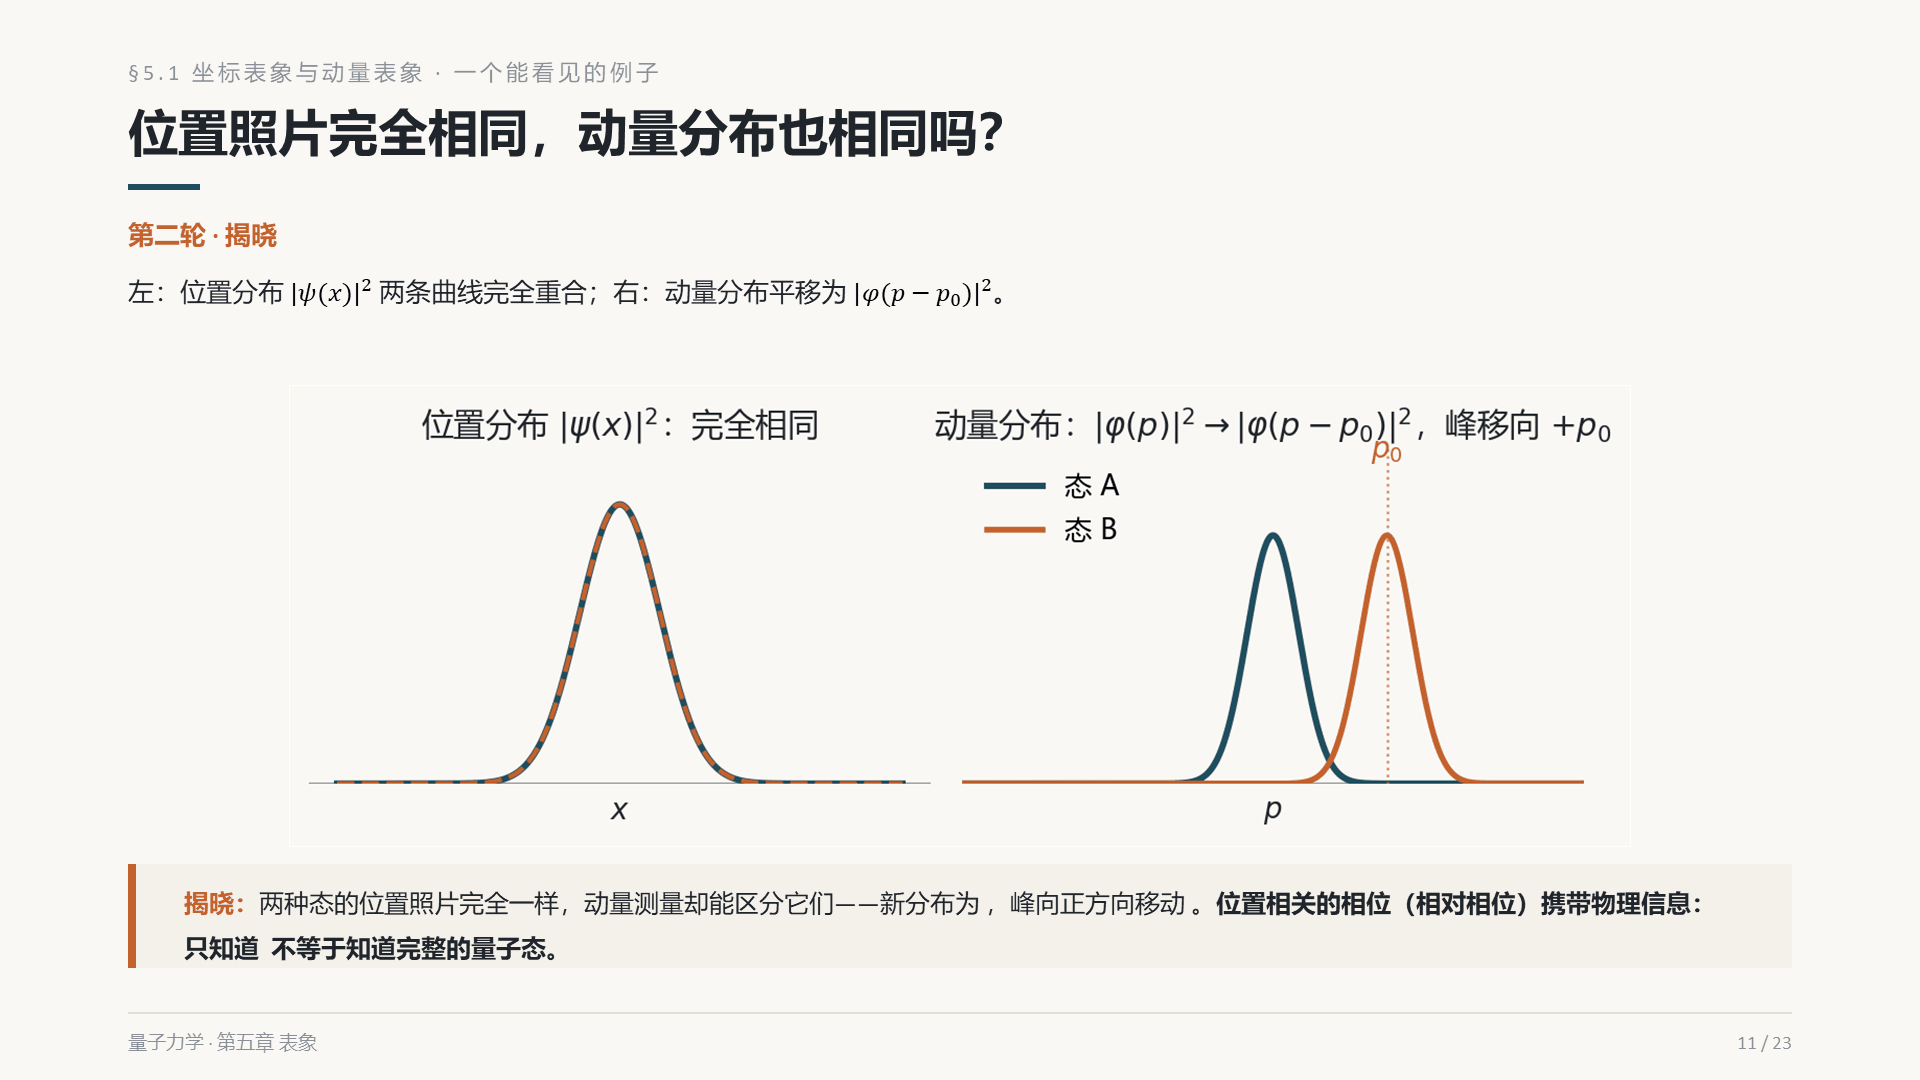 §5.1 坐标表象与动量表象 · 一个能看见的例子
位置照片完全相同，动量分布也相同吗？
第二轮 · 揭晓
左：位置分布 |ψ(x)|² 两条曲线完全重合；右：动量分布平移为 |φ(p − p₀)|²。
位置分布 |ψ(x)|²：完全相同
动量分布：|φ(p)|² → |φ(p − p₀)|²，峰移向 +p₀
p₀
态 A
态 B
x
p
揭晓：两种态的位置照片完全一样，动量测量却能区分它们——新分布为 ，峰向正方向移动 。位置相关的相位（相对相位）携带物理信息：
只知道 不等于知道完整的量子态。
量子力学 · 第五章 表象
11 / 23